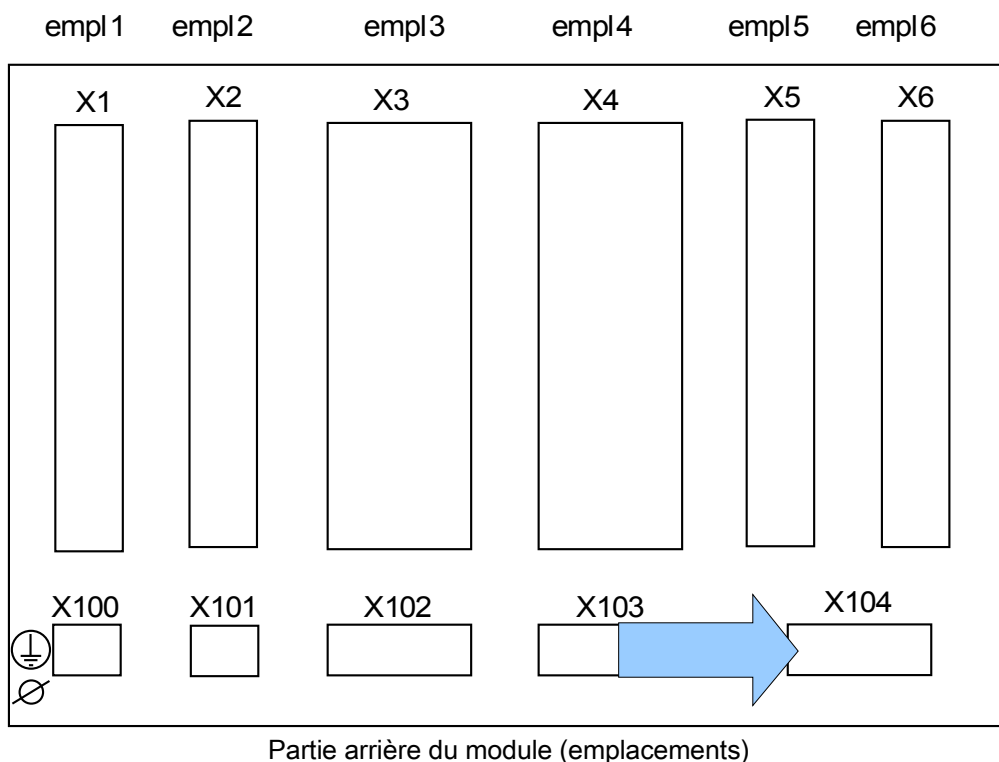 empl1 empl2 empl3 empl4 empl5 empl6
X1 X2 X3 X4 X5 X6
X100 X101 X102 X103 X104
Partie arrière du module (emplacements)